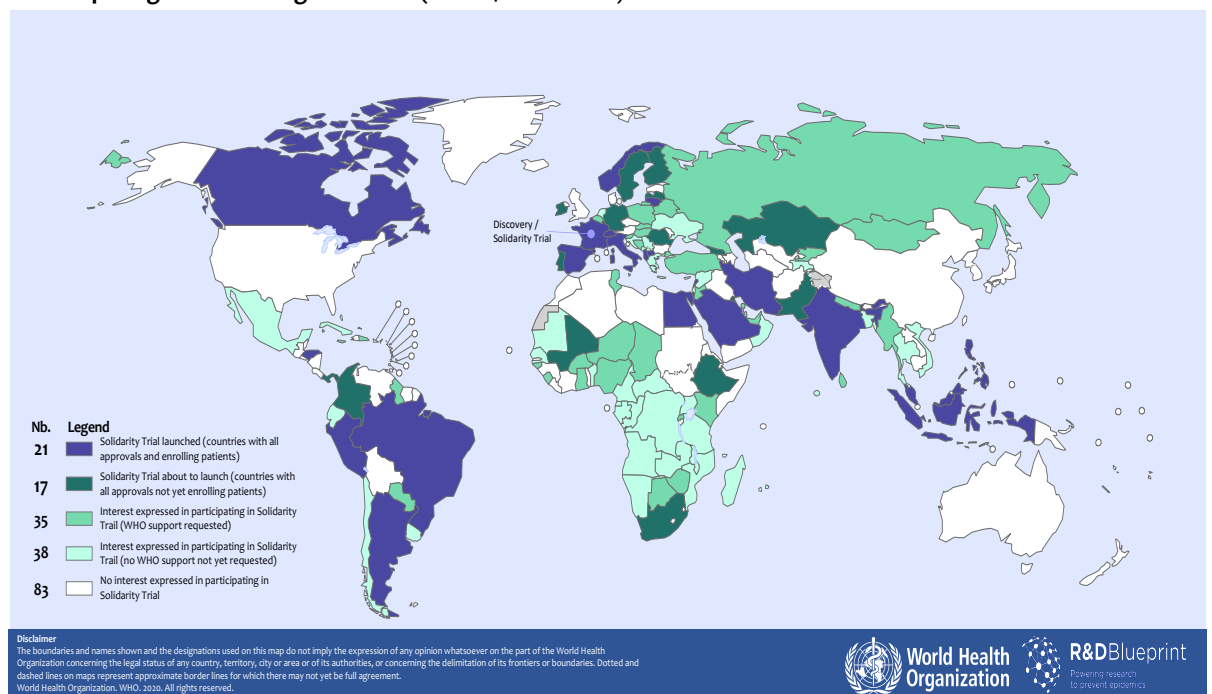 Discovery /
Solidarity Trial
Nb. Legend
21 Solidarity Trial launched (countries with all
approvals and enrolling patients)
17 Solidarity Trial about to launch (countries with
all approvals not yet enrolling patients)
35 Interest expressed in participating in Solidarity
Trail (WHO support requested)
38 Interest expressed in participating in Solidarity
Trail (no WHO support not yet requested)
83 No interest expressed in participating in
Solidarity Trial
Disclaimer
The boundaries and names shown and the designations used on this map do not imply the expression of any opinion whatsoever on the part of the World Health
Organization concerning the legal status of any country, territory, city or area or of its authorities, or concerning the delimitation of its frontiers or boundaries. Dotted and
dashed lines on maps represent approximate border lines for which there may not yet be full agreement.
World Health Organization. WHO. 2020. All rights reserved.
World Health
Organization
R&DBlueprint
Powering research
to prevent epidemics